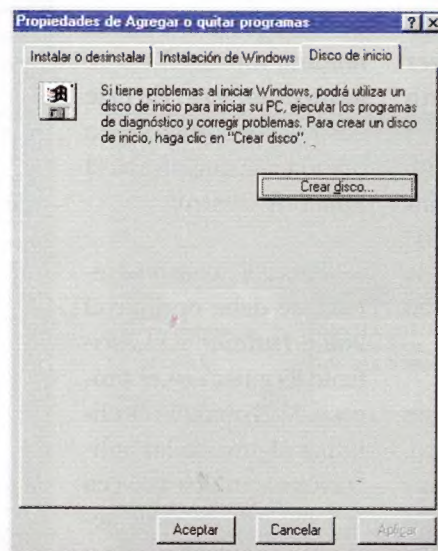 Propiedades de Agregar o quitar programas
Instalar o desinstalar
Instalación de Windows
Disco de inicio
Si tiene problemas al iniciar Windows, podrá utilizar un
disco de inicio para iniciar su PC, ejecutar los programas
de diagnóstico y corregir problemas. Para crear un disco
de inicio, haga clic en "Crear disco".
Crear disco...
Aceptar
Cancelar
Aplicar